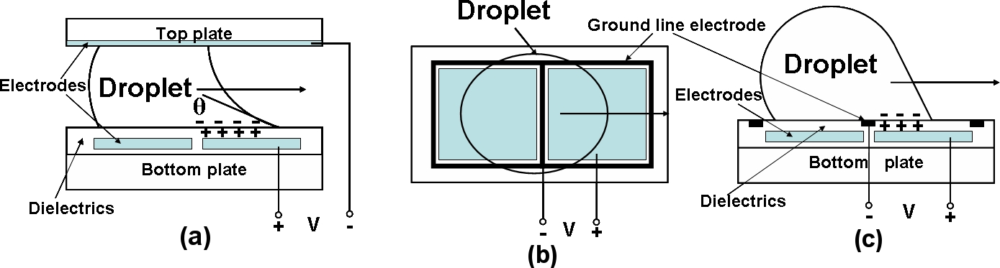 Top plate
Electrodes
Droplet
θ
- - - -
+ + + +
Bottom plate
Dielectrics
+ V -
(a)
Droplet
Ground line electrode
- V +
(b)
Droplet
Electrodes
- - -
+ + +
Bottom plate
Dielectrics
- V +
(c)